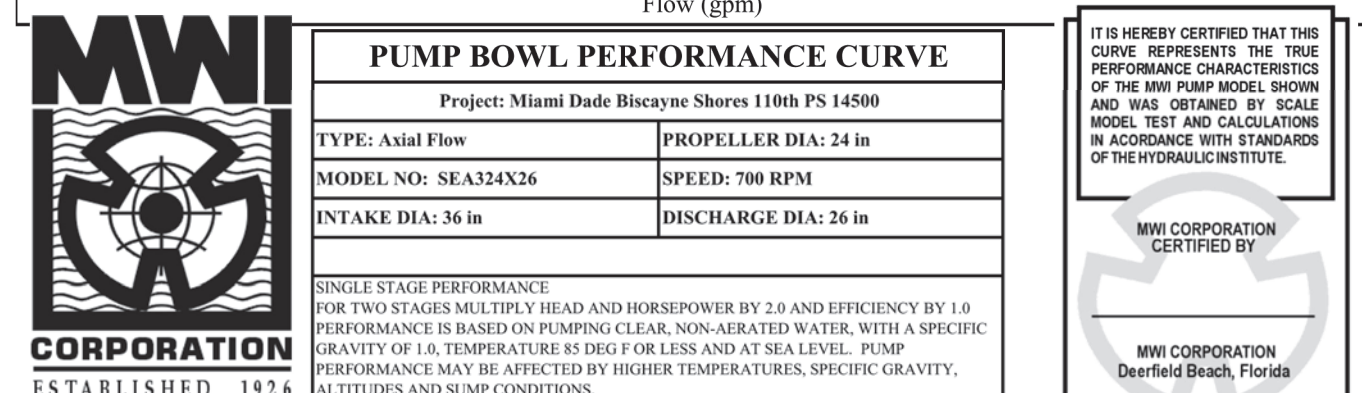 Flow (gpm)
MWI
CORPORATION
ESTABLISHED 1926
PUMP BOWL PERFORMANCE CURVE
Project: Miami Dade Biscayne Shores 110th PS 14500
TYPE: Axial Flow
PROPELLER DIA: 24 in
MODEL NO: SEA324X26
SPEED: 700 RPM
INTAKE DIA: 36 in
DISCHARGE DIA: 26 in
SINGLE STAGE PERFORMANCE
FOR TWO STAGES MULTIPLY HEAD AND HORSEPOWER BY 2.0 AND EFFICIENCY BY 1.0
PERFORMANCE IS BASED ON PUMPING CLEAR, NON-AERATED WATER, WITH A SPECIFIC
GRAVITY OF 1.0, TEMPERATURE 85 DEG F OR LESS AND AT SEA LEVEL. PUMP
PERFORMANCE MAY BE AFFECTED BY HIGHER TEMPERATURES, SPECIFIC GRAVITY,
ALTITUDES AND SUMP CONDITIONS.
IT IS HEREBY CERTIFIED THAT THIS
CURVE REPRESENTS THE TRUE
PERFORMANCE CHARACTERISTICS
OF THE MWI PUMP MODEL SHOWN
AND WAS OBTAINED BY SCALE
MODEL TEST AND CALCULATIONS
IN ACORDANCE WITH STANDARDS
OF THE HYDRAULIC INSTITUTE.
MWI CORPORATION
CERTIFIED BY
MWI CORPORATION
Deerfield Beach, Florida